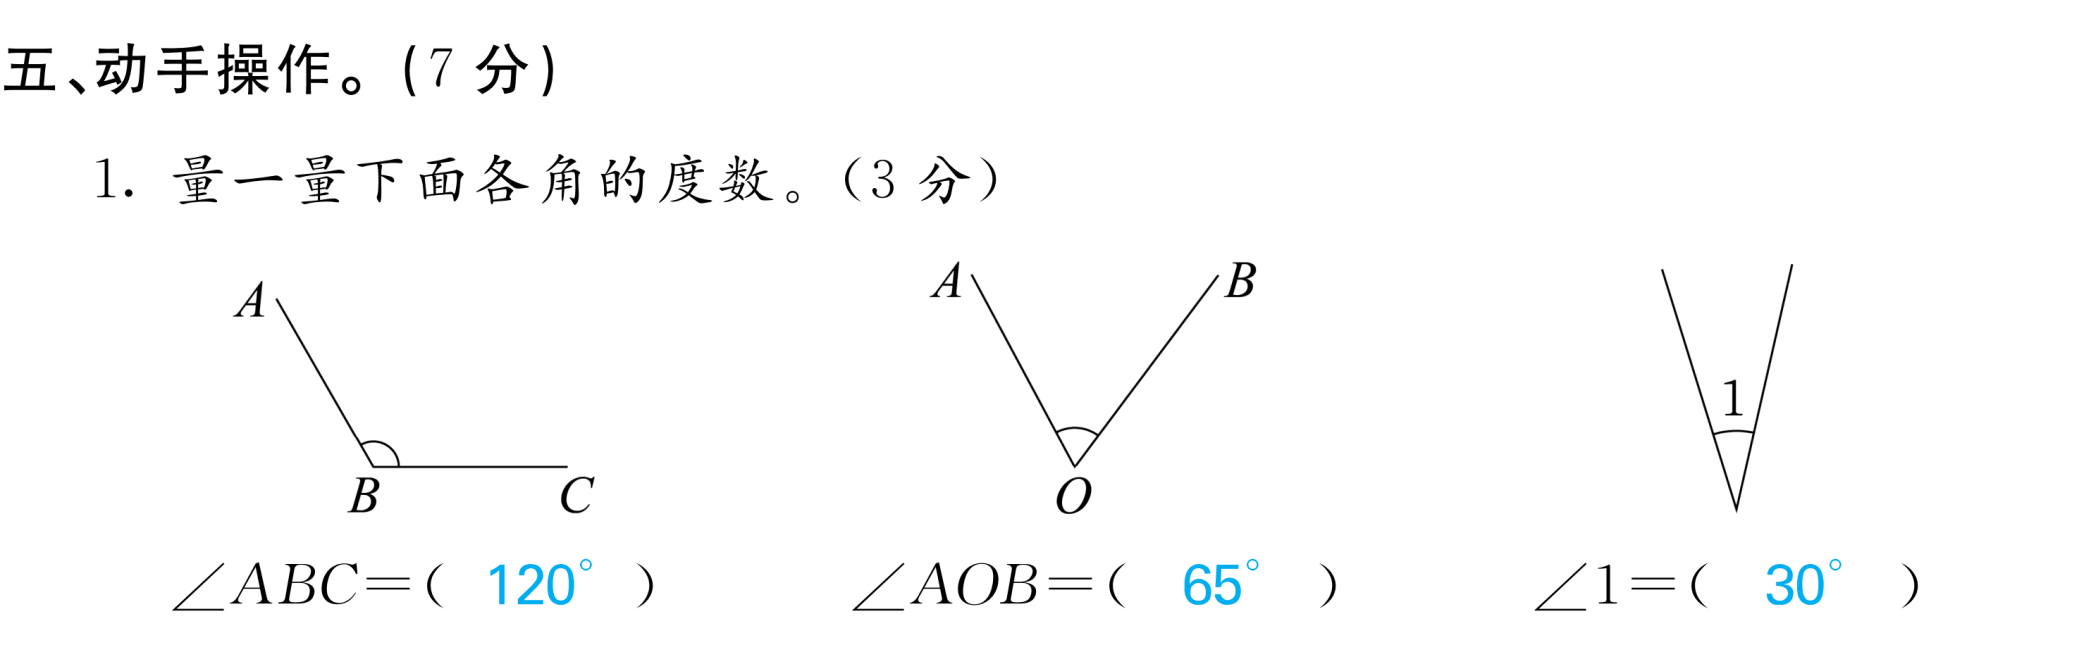 五、动手操作。(7 分)
1. 量一量下面各角的度数。(3 分)
A B C
A B O
1
∠ABC=( 120° ) ∠AOB=( 65° ) ∠1=( 30° )